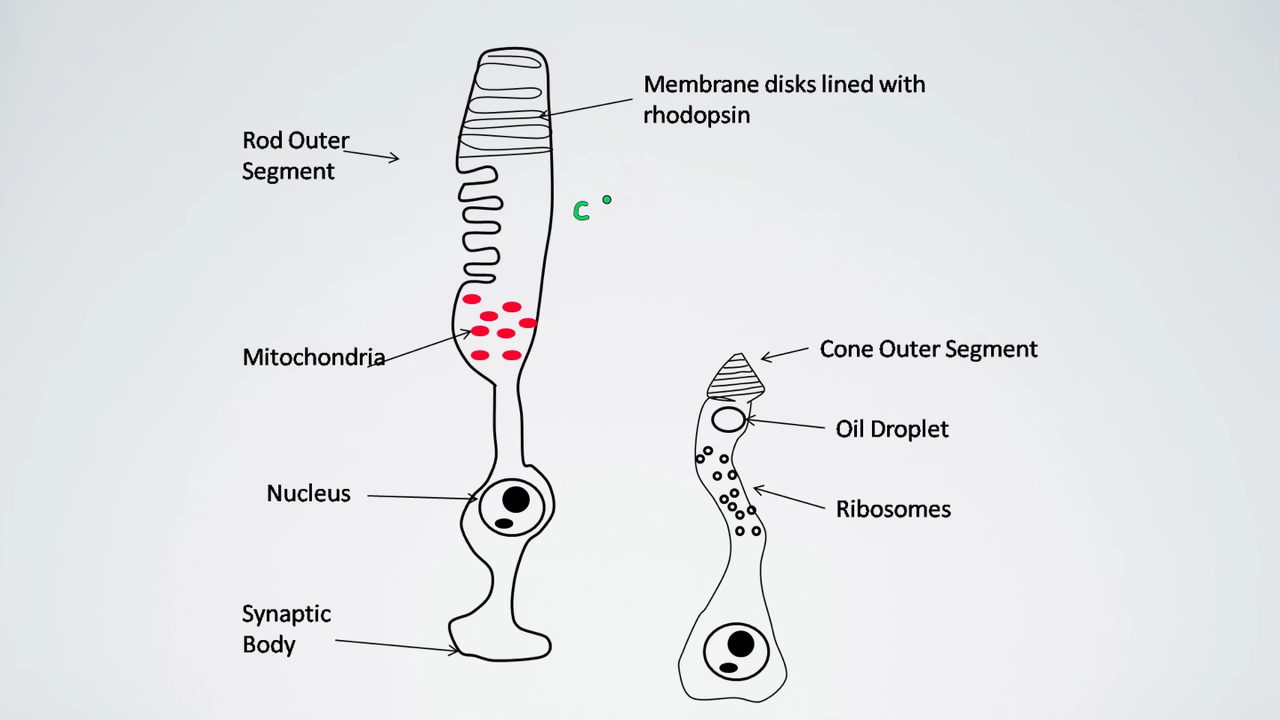 Membrane disks lined with
rhodopsin
Rod Outer
Segment
c
Mitochondria
Cone Outer Segment
Oil Droplet
Nucleus
Ribosomes
Synaptic
Body